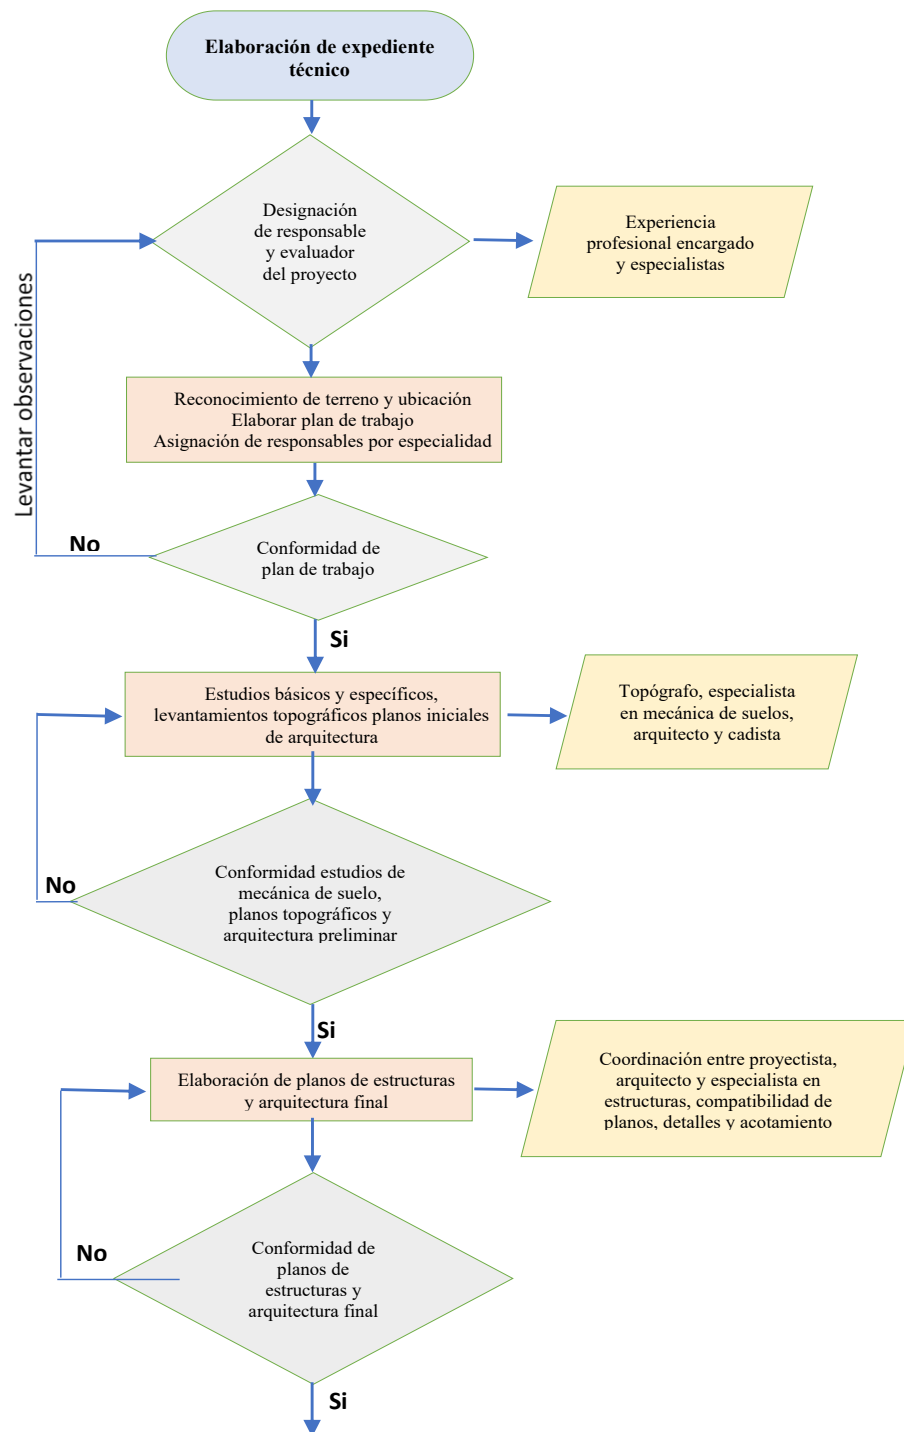 Elaboración de expediente
técnico
Designación
de responsable
y evaluador
del proyecto
Experiencia
profesional encargado
y especialistas
Levantar observaciones
Reconocimiento de terreno y ubicación
Elaborar plan de trabajo
Asignación de responsables por especialidad
No
Conformidad de
plan de trabajo
Si
Estudios básicos y específicos,
levantamientos topográficos planos iniciales
de arquitectura
Topógrafo, especialista
en mecánica de suelos,
arquitecto y cadista
No
Conformidad estudios de
mecánica de suelo,
planos topográficos y
arquitectura preliminar
Si
Elaboración de planos de estructuras
y arquitectura final
Coordinación entre proyectista,
arquitecto y especialista en
estructuras, compatibilidad de
planos, detalles y acotamiento
No
Conformidad de
planos de
estructuras y
arquitectura final
Si